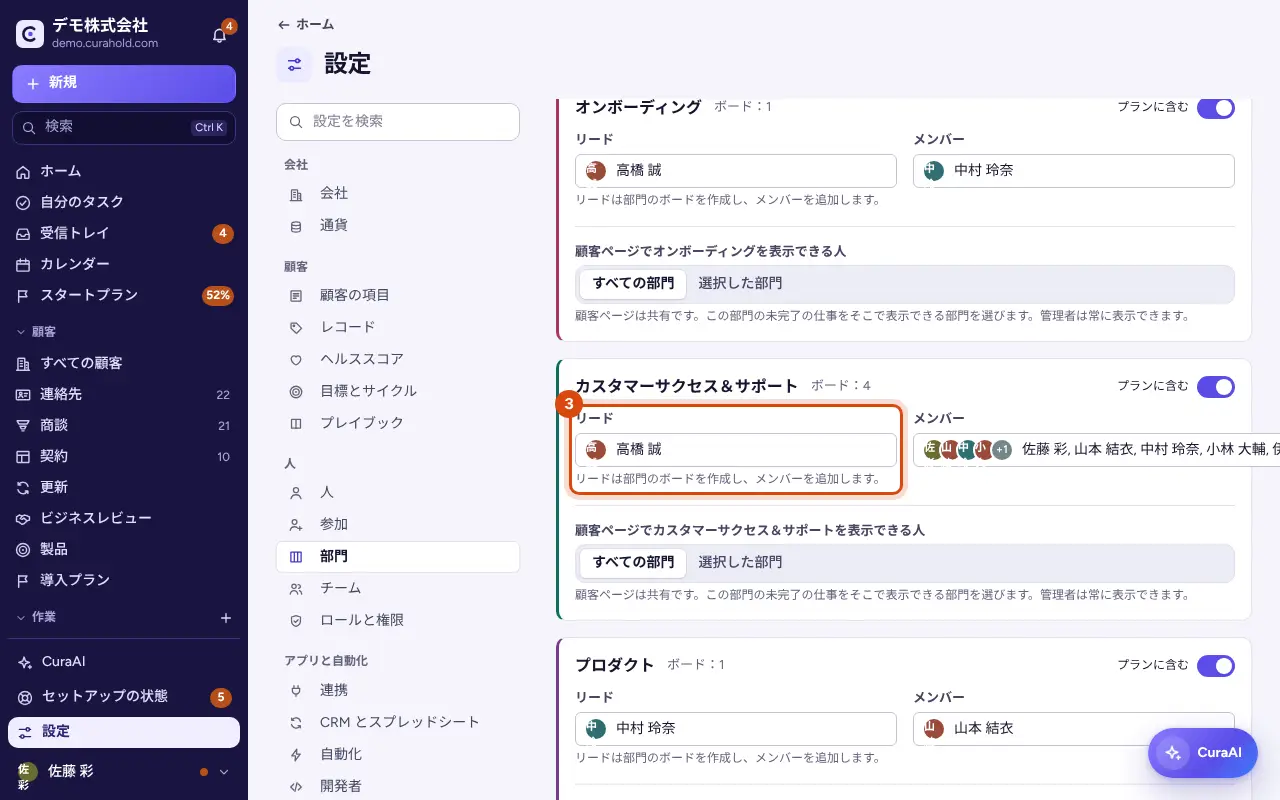 デモ株式会社
demo.curahold.com
4
新規
検索
Ctrl K
ホーム
自分のタスク
受信トレイ
4
カレンダー
スタートプラン
52%
顧客
すべての顧客
連絡先
22
商談
21
契約
10
更新
ビジネスレビュー
製品
導入プラン
作業
CuraAI
セットアップの状態
5
設定
佐藤 彩
佐藤 彩
ホーム
設定
設定を検索
会社
会社
通貨
顧客
顧客の項目
レコード
ヘルススコア
目標とサイクル
プレイブック
人
人
参加
部門
チーム
ロールと権限
アプリと自動化
連携
CRM とスプレッドシート
自動化
開発者
オンボーディング
ボード：1
プランに含む
リード
メンバー
高 高橋 誠
中 中村 玲奈
リードは部門のボードを作成し、メンバーを追加します。
顧客ページでオンボーディングを表示できる人
すべての部門
選択した部門
顧客ページは共有です。この部門の未完了の仕事をそこで表示できる部門を選びます。管理者は常に表示できます。
カスタマーサクセス＆サポート
ボード：4
プランに含む
3
リード
メンバー
高 高橋 誠
佐 山 中 小 +1 佐藤 彩, 山本 結衣, 中村 玲奈, 小林 大輔,
リードは部門のボードを作成し、メンバーを追加します。
顧客ページでカスタマーサクセス＆サポートを表示できる人
すべての部門
選択した部門
顧客ページは共有です。この部門の未完了の仕事をそこで表示できる部門を選びます。管理者は常に表示できます。
プロダクト
ボード：1
プランに含む
リード
メンバー
中 中村 玲奈
山 山本 結衣
リードは部門のボードを作成し、メンバーを追加します。
CuraAI